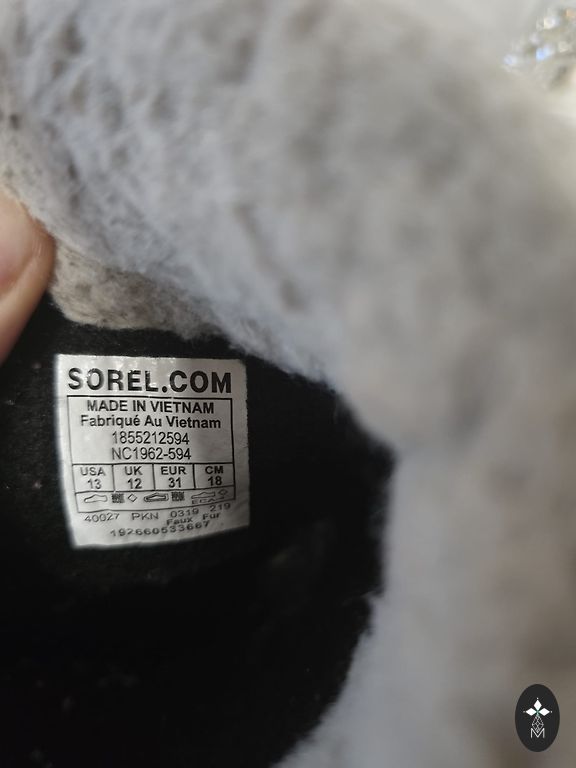 SOREL.COM
MADE IN VIETNAM
Fabriqué Au Vietnam
1855212594
NC1962-594
USA UK EUR CM
13 12 31 18
ECA
40027 PKN 0319 219
Faux Fur
192660533667
M